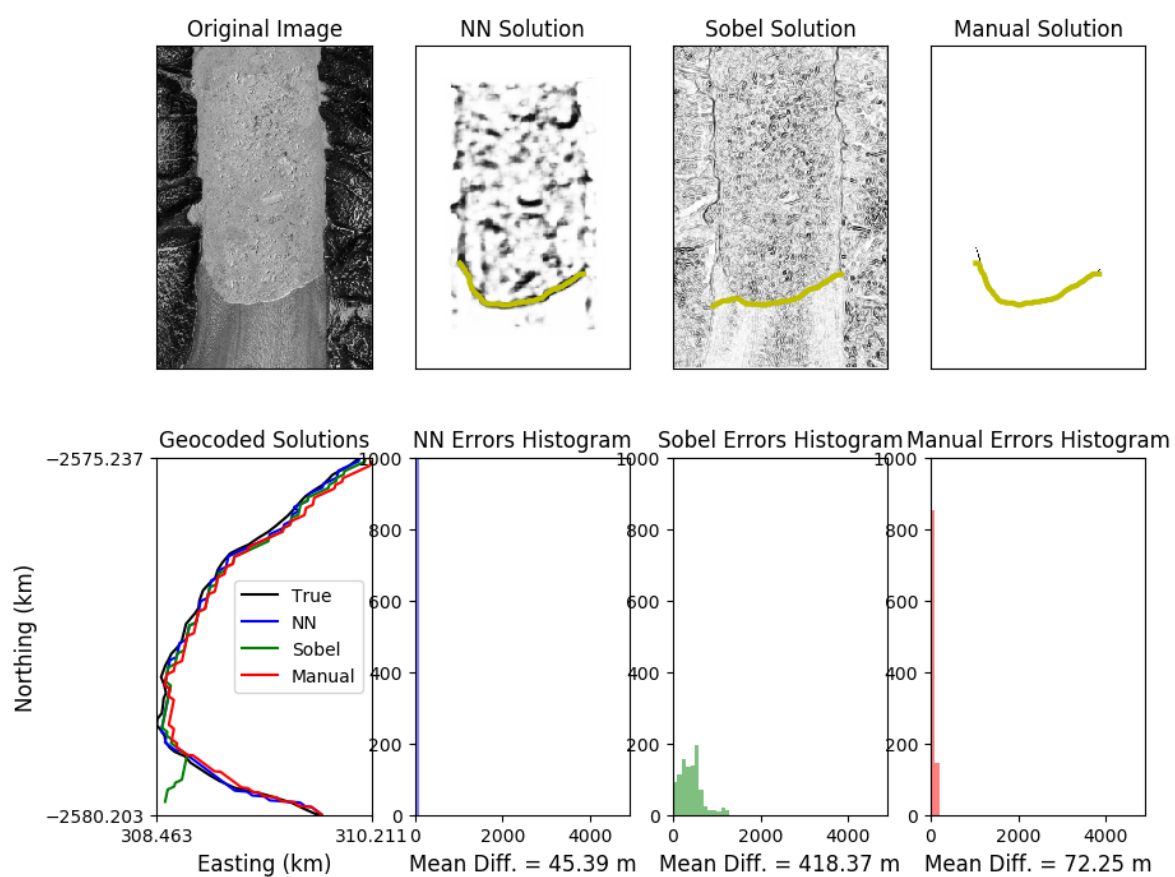 Original Image
NN Solution
Sobel Solution
Manual Solution
Geocoded Solutions
NN Errors Histogram
Sobel Errors Histogram
Manual Errors Histogram
−2575.237
−2580.203
308.463
310.211
Easting (km)
Northing (km)
True
NN
Sobel
Manual
1000
800
600
400
200
0
0
2000
4000
Mean Diff. = 45.39 m
1000
800
600
400
200
0
0
2000
4000
Mean Diff. = 418.37 m
1000
800
600
400
200
0
0
2000
4000
Mean Diff. = 72.25 m